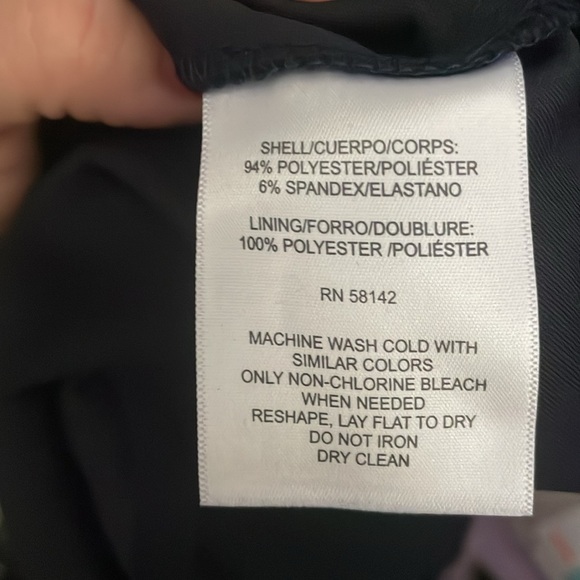 SHELL/CUERPO/CORPS:
94% POLYESTER/POLIÉSTER
6% SPANDEX/ELASTANO
LINING/FORRO/DOUBLURE:
100% POLYESTER /POLIÉSTER
RN 58142
MACHINE WASH COLD WITH
SIMILAR COLORS
ONLY NON-CHLORINE BLEACH
WHEN NEEDED
RESHAPE, LAY FLAT TO DRY
DO NOT IRON
DRY CLEAN